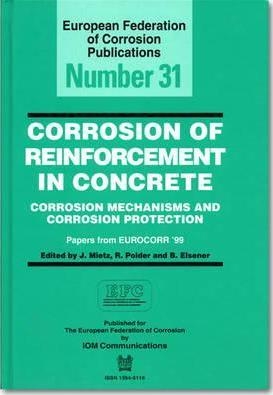 European Federation
of Corrosion
Publications
Number 31
CORROSION OF
REINFORCEMENT
IN CONCRETE
CORROSION MECHANISMS AND
CORROSION PROTECTION
Papers from EUROCORR '99
Edited by J. Mietz, R. Polder and B. Elsener
EFC
Published for
The European Federation of Corrosion
by
IOM Communications
ISSN 1354-5116